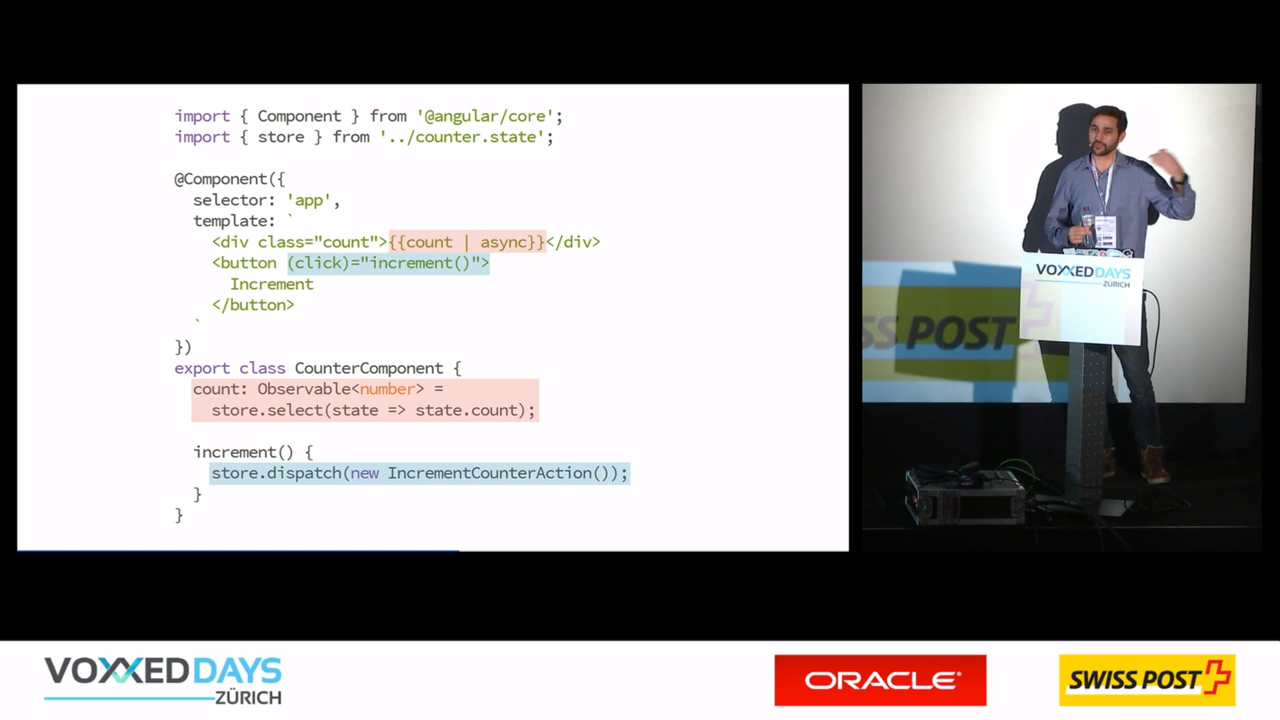 import { Component } from '@angular/core';
import { store } from '../counter.state';
@Component({
selector: 'app',
template: `
<div class="count">{{count | async}}</div>
<button (click)="increment()">
Increment
</button>
`
})
export class CounterComponent {
count: Observable<number> =
store.select(state => state.count);
increment() {
store.dispatch(new IncrementCounterAction());
}
}
VOXXED DAYS
ZÜRICH
SS POST
VOXXED DAYS
ZÜRICH
ORACLE®
SWISS POST